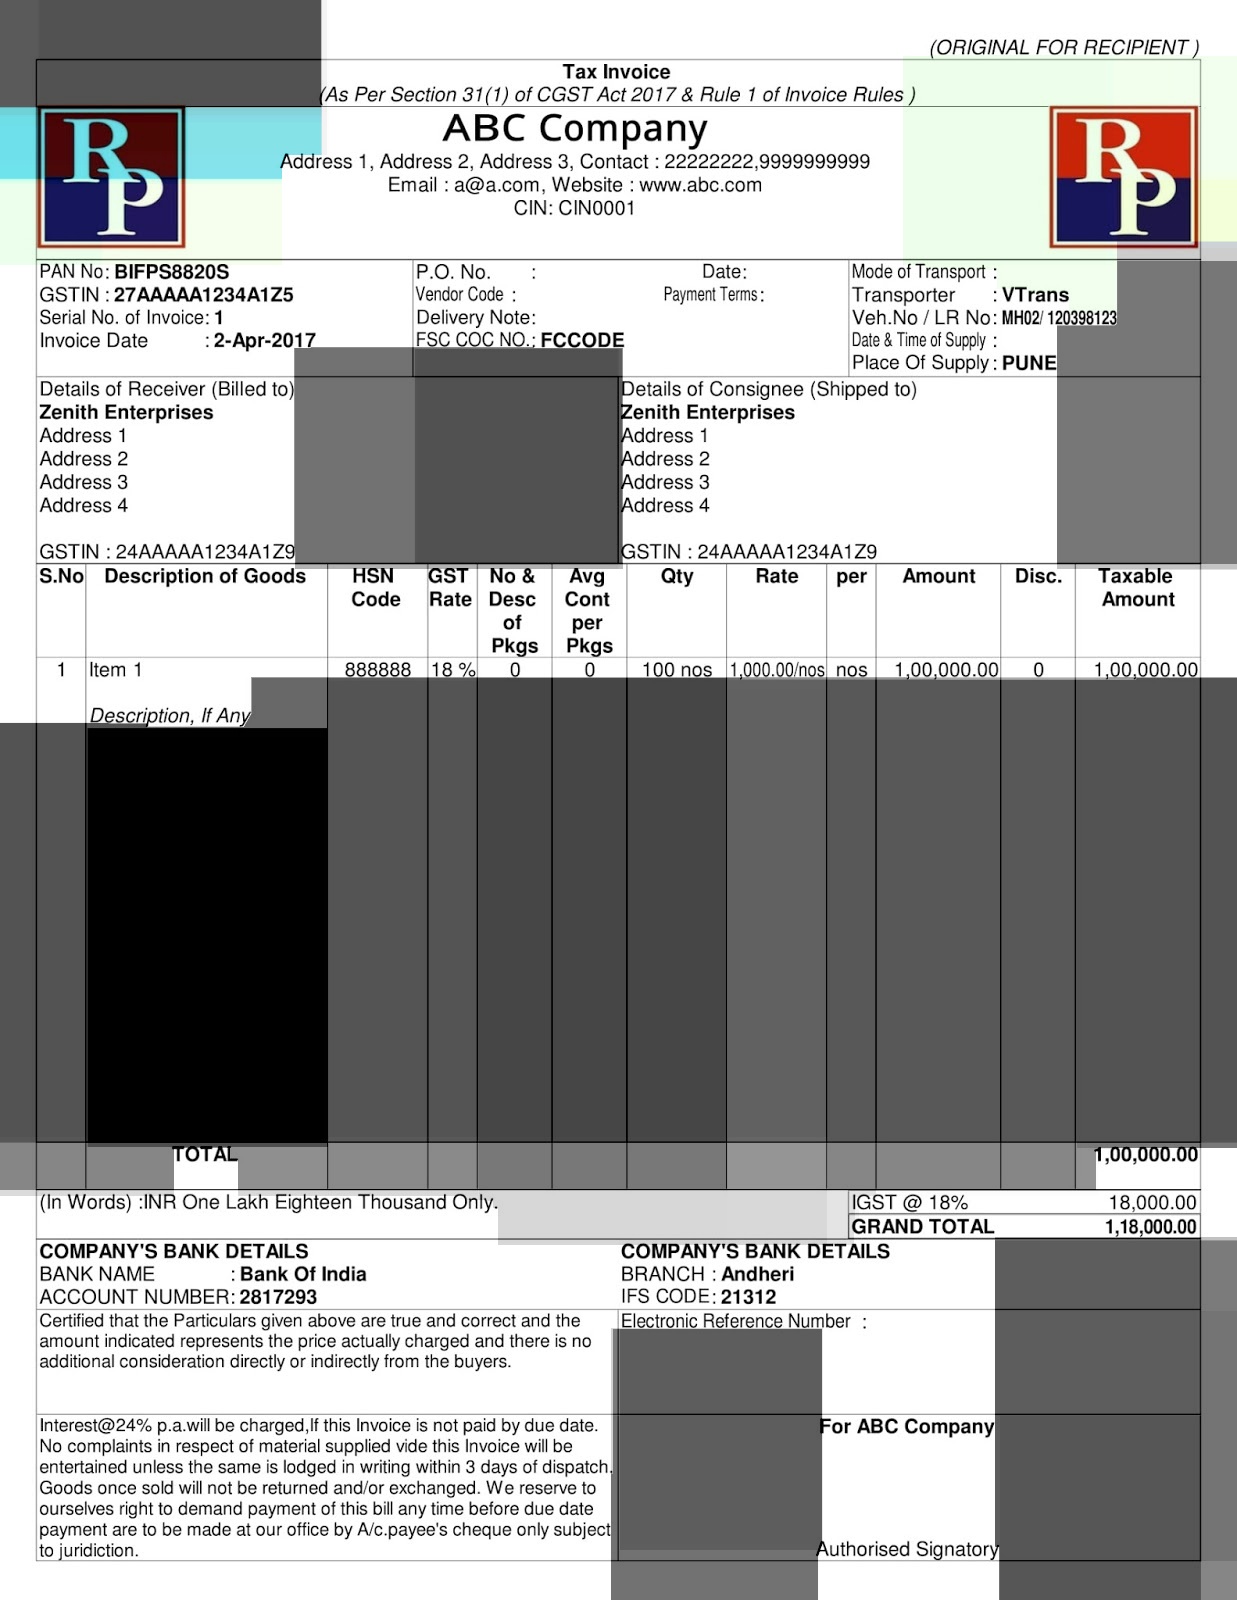 (ORIGINAL FOR RECIPIENT )
Tax Invoice
(As Per Section 31(1) of CGST Act 2017 & Rule 1 of Invoice Rules )
RP
ABC Company
RP
Address 1, Address 2, Address 3, Contact : 22222222,9999999999
Email : a@a.com, Website : www.abc.com
CIN: CIN0001
PAN No: BIFPS8820S
GSTIN : 27AAAAA1234A1Z5
Serial No. of Invoice: 1
Invoice Date : 2-Apr-2017
P.O. No. : Date:
Vendor Code : Payment Terms :
Delivery Note:
FSC COC NO.: FCCODE
Mode of Transport :
Transporter : VTrans
Veh.No / LR No: MH02/ 120398123
Date & Time of Supply :
Place Of Supply : PUNE
Details of Receiver (Billed to)
Zenith Enterprises
Address 1
Address 2
Address 3
Address 4
GSTIN : 24AAAAA1234A1Z9
Details of Consignee (Shipped to)
Zenith Enterprises
Address 1
Address 2
Address 3
Address 4
GSTIN : 24AAAAA1234A1Z9
S.No Description of Goods HSN Code GST Rate No & Desc of Pkgs Avg Cont per Pkgs Qty Rate per Amount Disc. Taxable Amount
1 Item 1 888888 18 % 0 0 100 nos 1,000.00/nos nos 1,00,000.00 0 1,00,000.00
Description, If Any
TOTAL 1,00,000.00
(In Words) :INR One Lakh Eighteen Thousand Only.
IGST @ 18% 18,000.00
GRAND TOTAL 1,18,000.00
COMPANY'S BANK DETAILS
BANK NAME : Bank Of India
ACCOUNT NUMBER: 2817293
COMPANY'S BANK DETAILS
BRANCH : Andheri
IFS CODE: 21312
Certified that the Particulars given above are true and correct and the
amount indicated represents the price actually charged and there is no
additional consideration directly or indirectly from the buyers.
Electronic Reference Number :
Interest@24% p.a.will be charged,If this Invoice is not paid by due date.
No complaints in respect of material supplied vide this Invoice will be
entertained unless the same is lodged in writing within 3 days of dispatch.
Goods once sold will not be returned and/or exchanged. We reserve to
ourselves right to demand payment of this bill any time before due date
payment are to be made at our office by A/c.payee's cheque only subject
to juridiction.
For ABC Company
Authorised Signatory